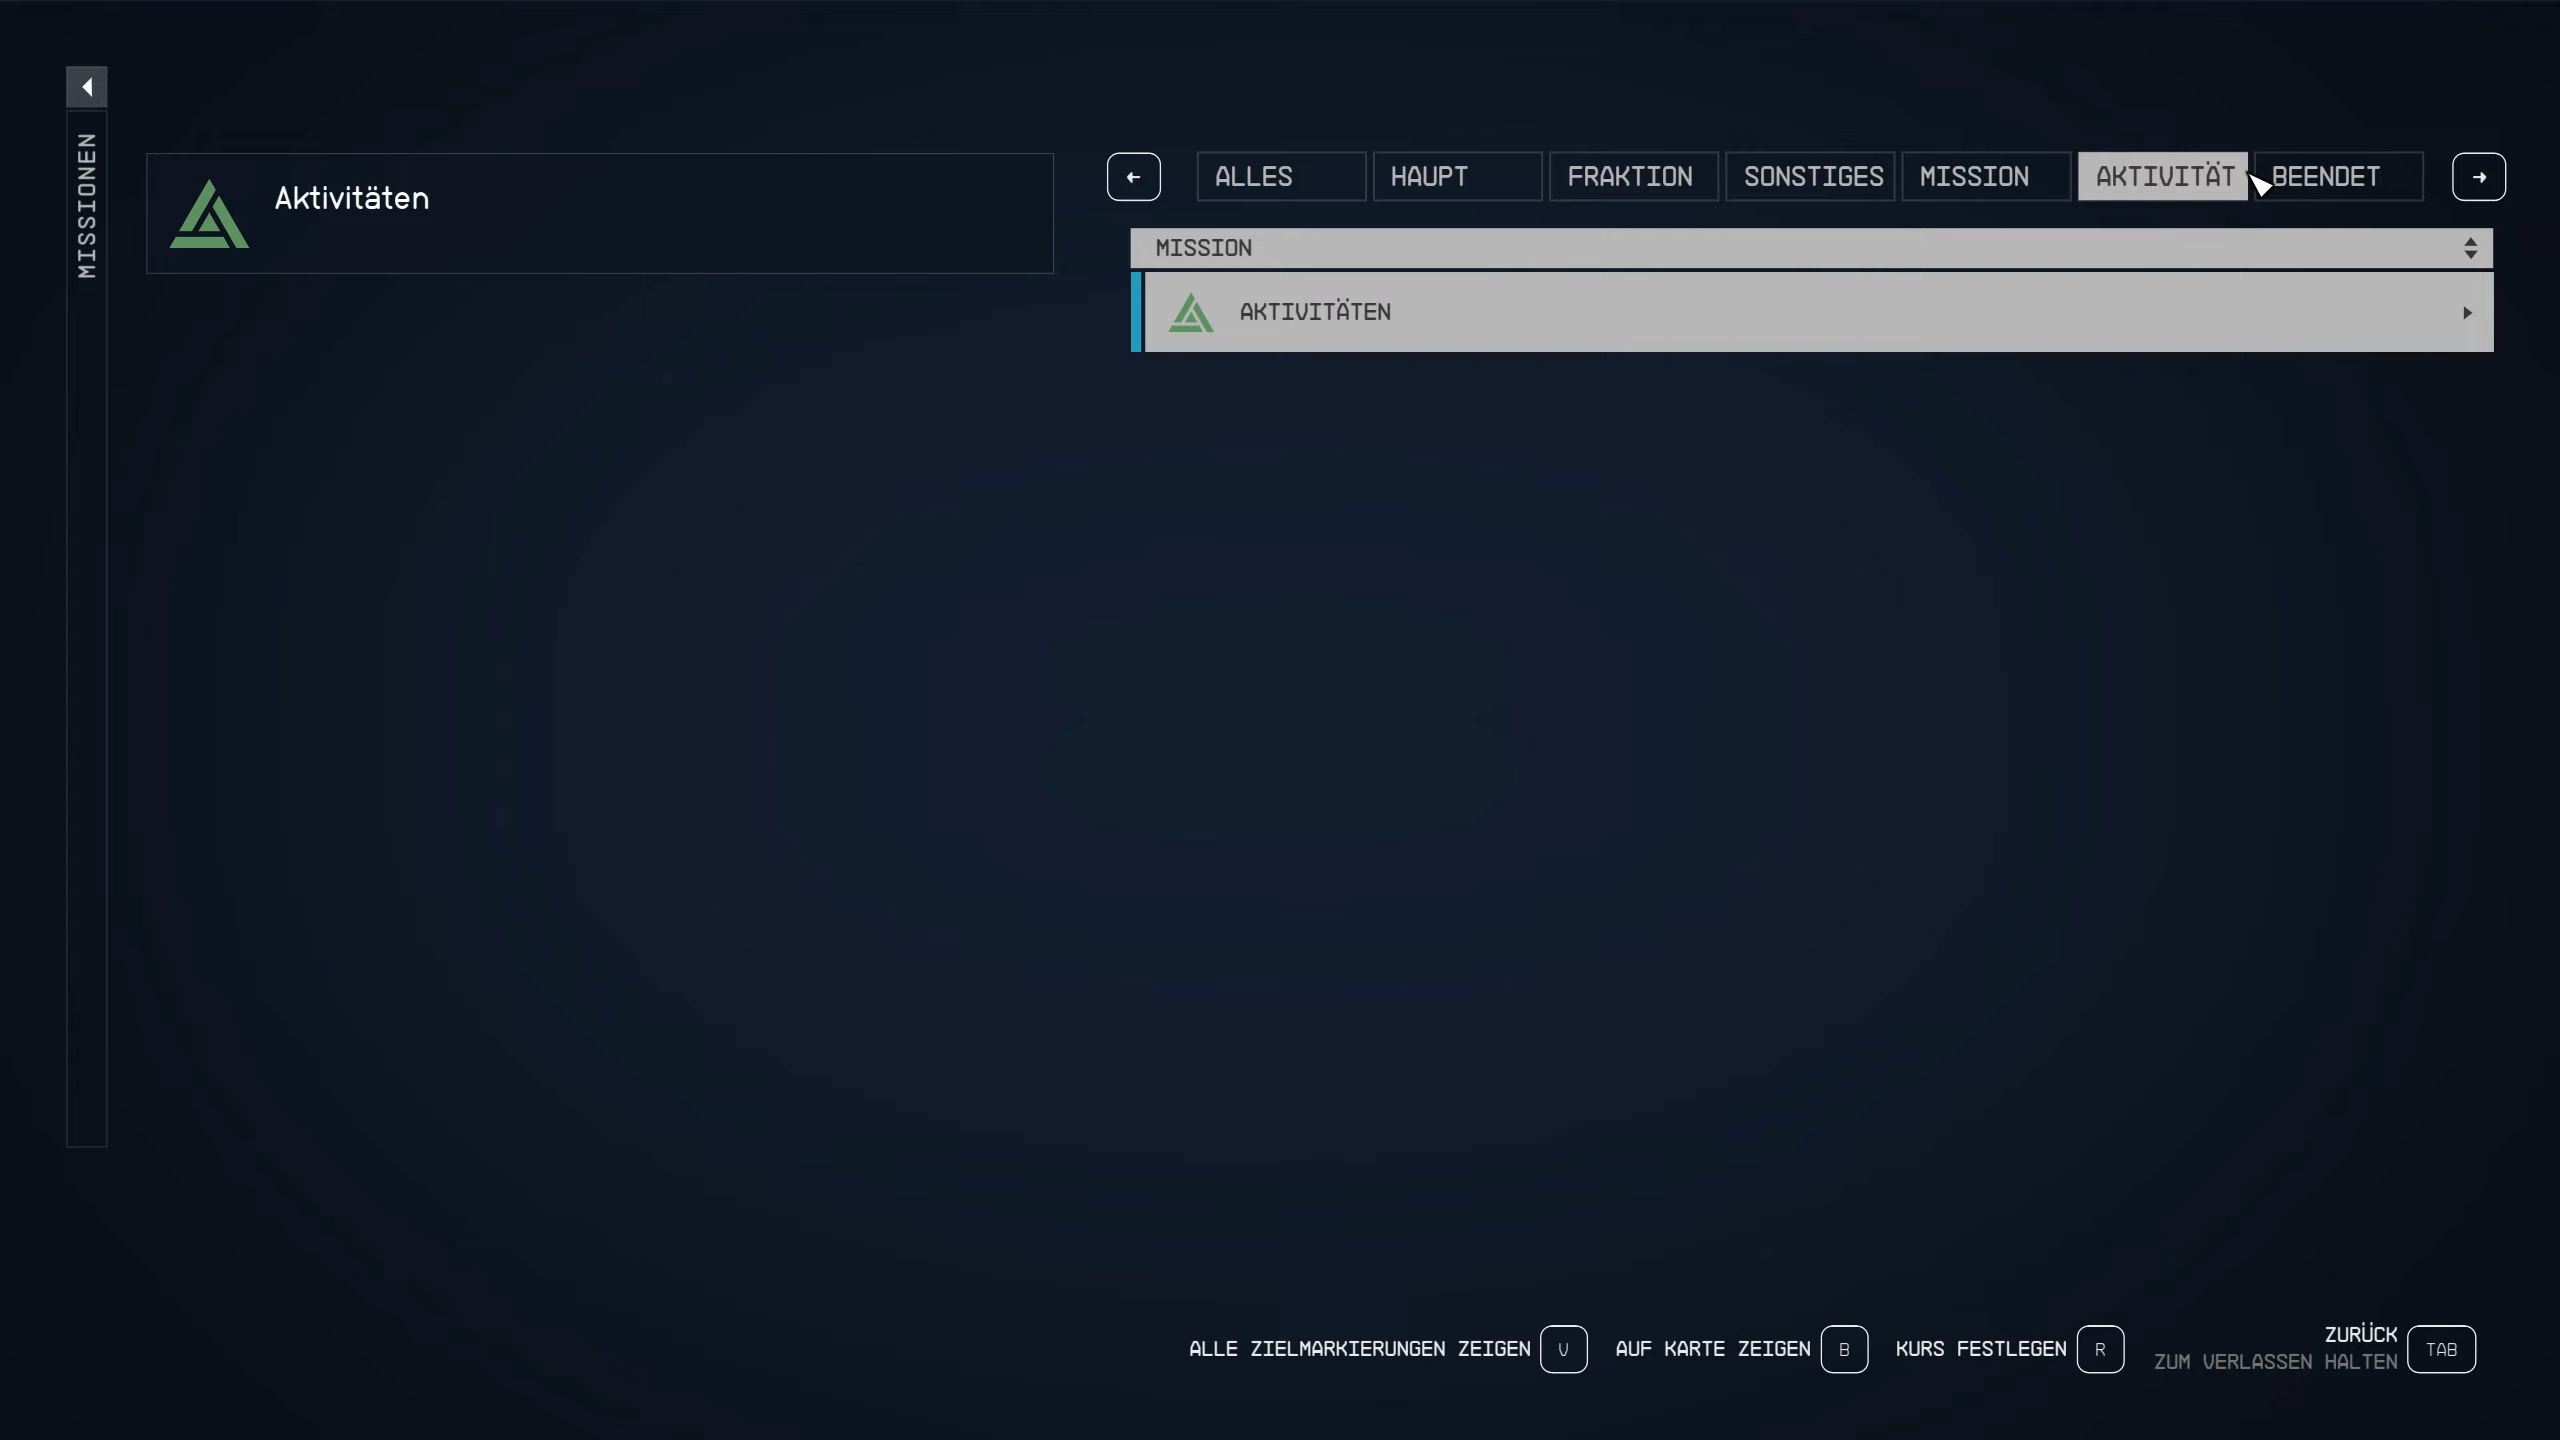 MISSIONEN
Aktivitäten
ALLES
HAUPT
FRAKTION
SONSTIGES
MISSION
AKTIVITÄT
BEENDET
MISSION
AKTIVITÄTEN
ALLE ZIELMARKIERUNGEN ZEIGEN V
AUF KARTE ZEIGEN B
KURS FESTLEGEN R
ZURÜCK
ZUM VERLASSEN HALTEN
TAB